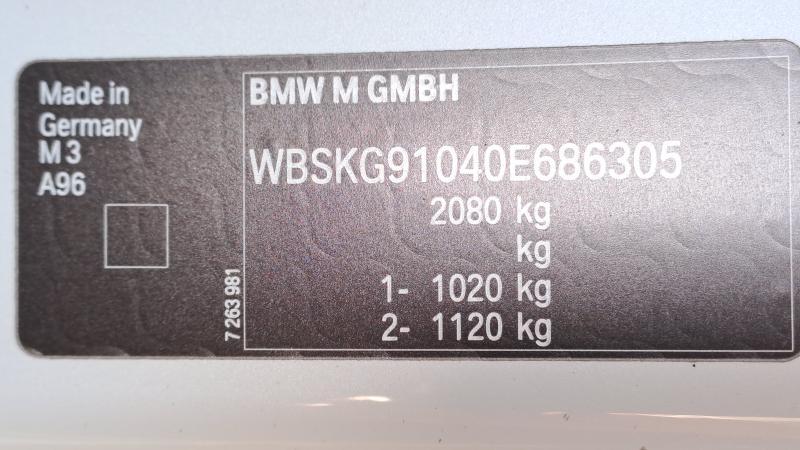 Made in
Germany
M 3
A96
7 263 981
BMW M GMBH
WBSKG91040E686305
2080 kg
kg
1- 1020 kg
2- 1120 kg